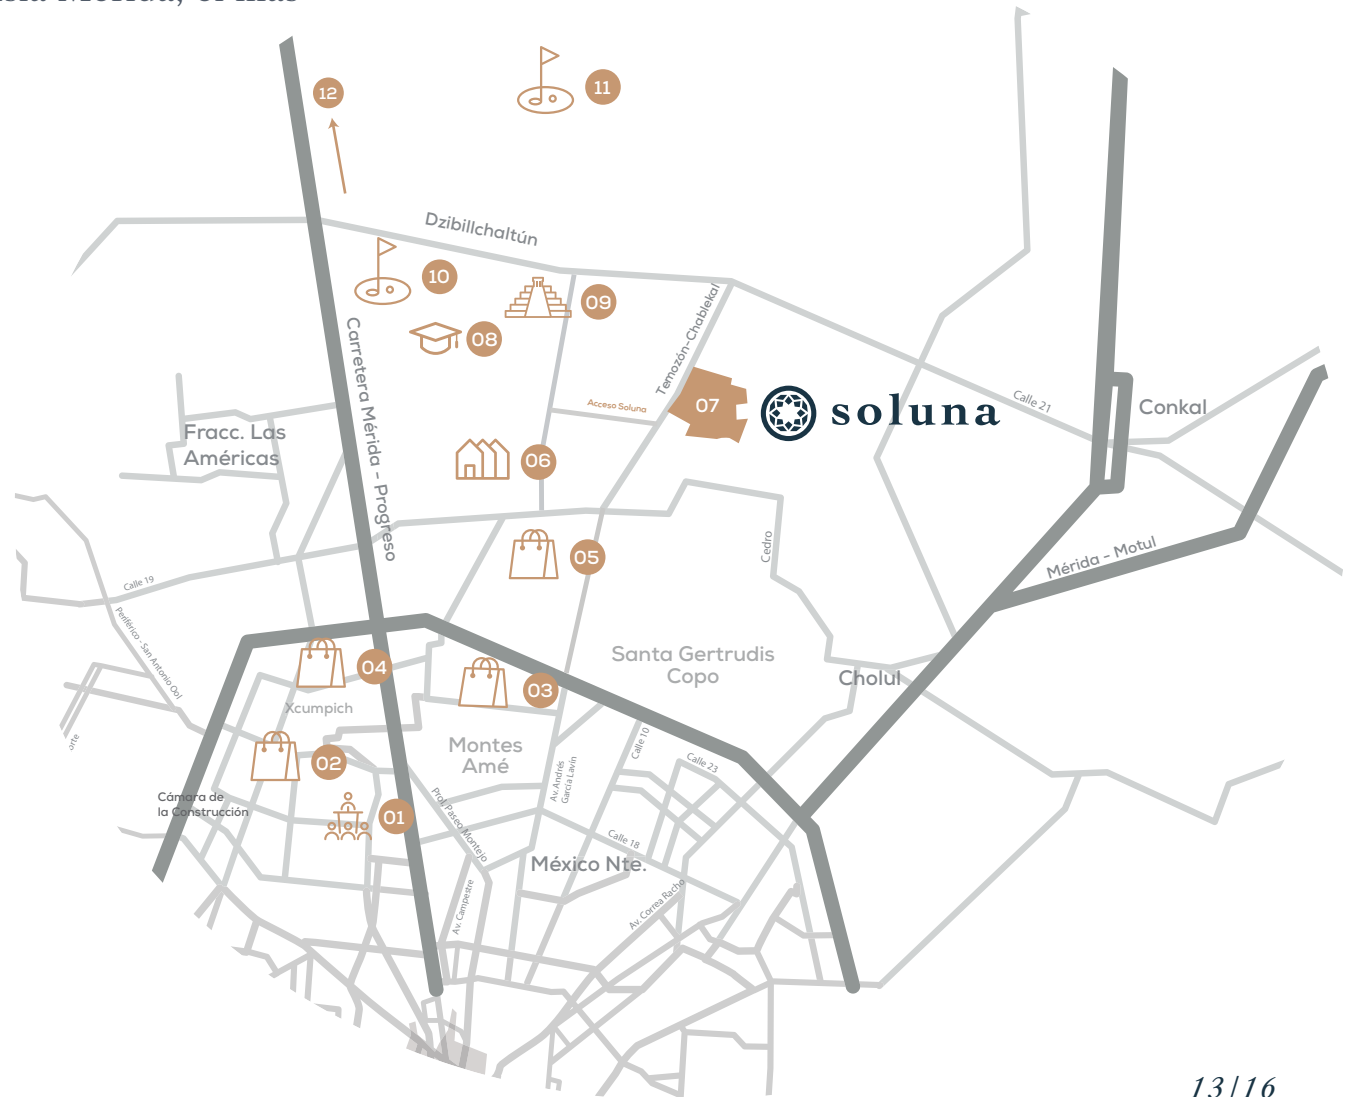 12
11
Dzibillchaltún
10
09
08
Carretera Mérida - Progreso
Temozón-Chablekal
Acceso Soluna
07
soluna
Calle 21
Conkal
Fracc. Las
Américas
06
05
Cedro
Mérida - Motul
Calle 19
Periférico - San Antonio Ool
04
03
Santa Gertrudis
Copo
Cholul
Xcumpich
02
Montes
Amé
Av. Andrés
García Lavín
Calle 10
Calle 23
Cámara de
la Construcción
01
Prol. Paseo Montejo
Calle 18
México Nte.
Av. Campestre
Av. Correa Racho
13/16